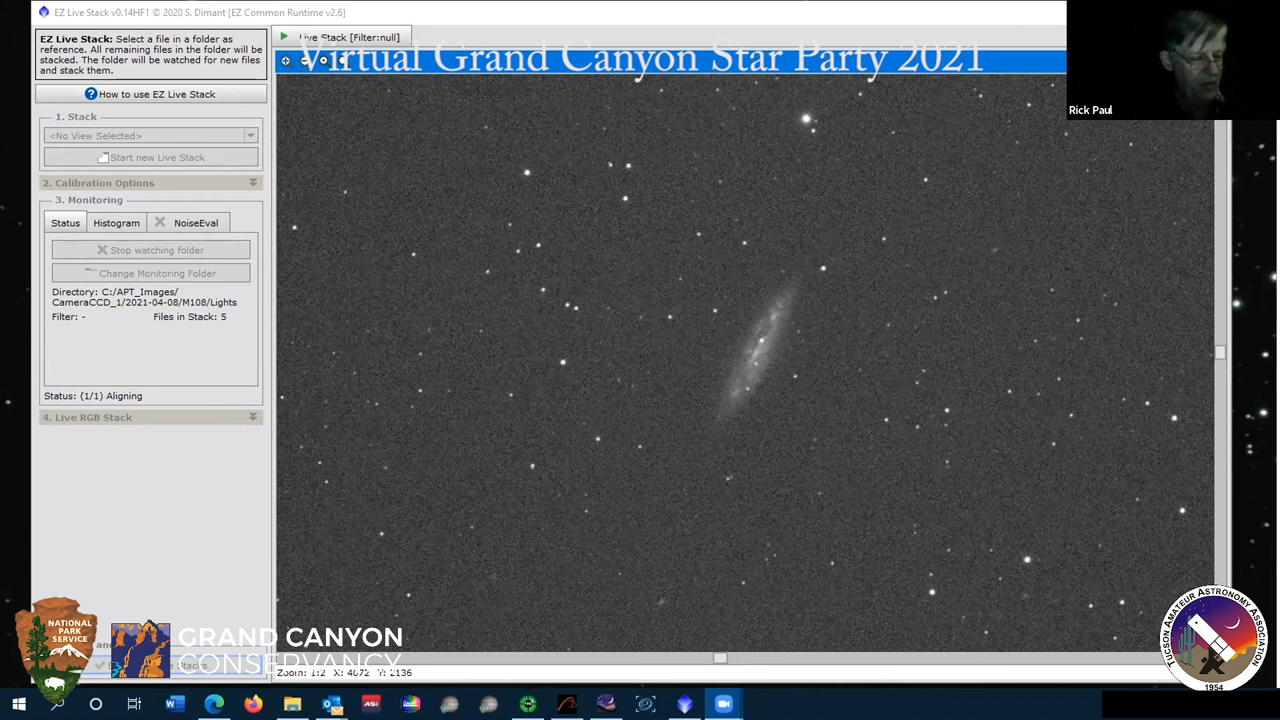 EZ Live Stack v0.14HF1 © 2020 S. Dimant [EZ Common Runtime v2.6]
EZ Live Stack: Select a file in a folder as
reference. All remaining files in the folder will be
stacked. The folder will be watched for new files
and stack them.
How to use EZ Live Stack
1. Stack
<No View Selected>
Start new Live Stack
2. Calibration Options
3. Monitoring
Status
Histogram
NoiseEval
Stop watching folder
Change Monitoring Folder
Directory: C:/APT_Images/
CameraCCD_1/2021-04-08/M108/Lights
Filter: -
Files in Stack: 5
Status: (1/1) Aligning
4. Live RGB Stack
Live Stack [Filter:null]
Virtual Grand Canyon Star Party 2021
Rick Paul
NATIONAL
PARK
SERVICE
GRAND CANYON
CONSERVANCY
Zoom: 1:2 X: 4072 Y: 2136
TUCSON AMATEUR ASTRONOMY ASSOCIATION
1954
ASI